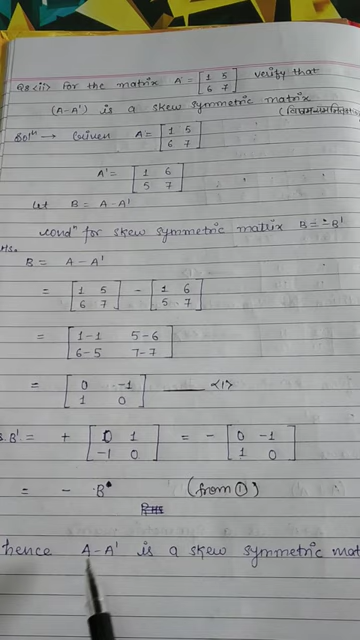 Q8<ii> For the matrix A' = [1 5 6 7] verify that
(A-A') is a skew symmetric matrix
Solⁿ → Given A = [1 5 6 7]
A' = [1 6 5 7]
let B = A - A'
condⁿ for skew symmetric matrix B = -B'
B = A - A'
= [1 5 6 7] - [1 6 5 7]
= [1-1 5-6 6-5 7-7]
= [0 -1 1 0] <1>
B' = + [0 1 -1 0] = - [0 -1 1 0]
= - B (from ①)
hence A-A' is a skew symmetric mat